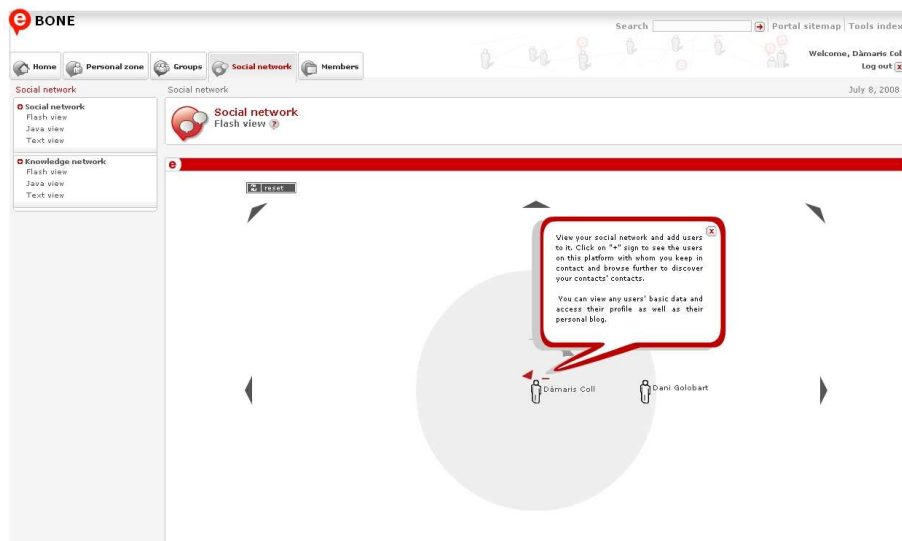 e BONE
Search
Portal sitemap
Tools index
Welcome, Dàmaris Coll
Log out x
Home
Personal zone
Groups
Social network
Members
Social network
Social network
July 8, 2008
Social network
Flash view
Java view
Text view
Knowledge network
Flash view
Java view
Text view
Social network
Flash view ?
e
reset
x
View your social network and add users
to it. Click on "+" sign to see the users
on this platform with whom you keep in
contact and browse further to discover
your contacts' contacts.
You can view any users' basic data and
access their profile as well as their
personal blog.
Dàmaris Coll
Dani Golobart